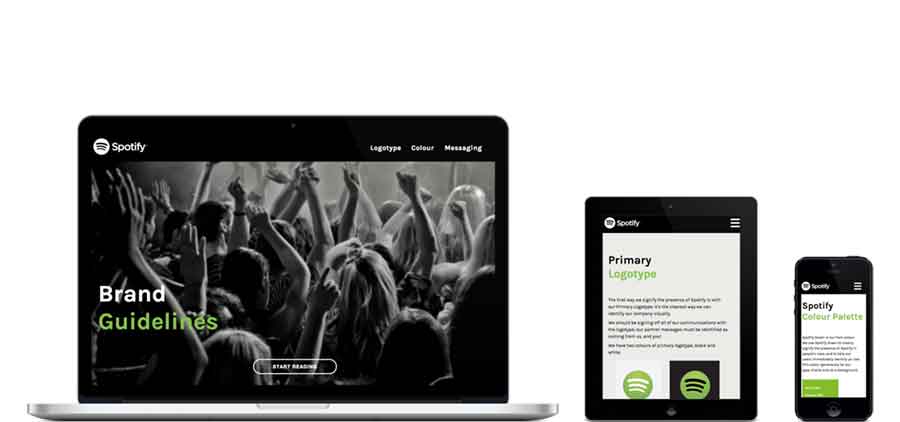 Spotify
Logotype Colour Messaging
Brand
Guidelines
START READING
Spotify
Primary
Logotype
The first way we signify the presence of Spotify is with
our Primary Logotype. It's the clearest way we can
identify our company visually.
We should be signing off all of our communications with
the logotype; our partner messages must be identified as
coming from us, and you!
We have two colours of primary logotype, black and
white.
Spotify
Spotify
Colour Palette